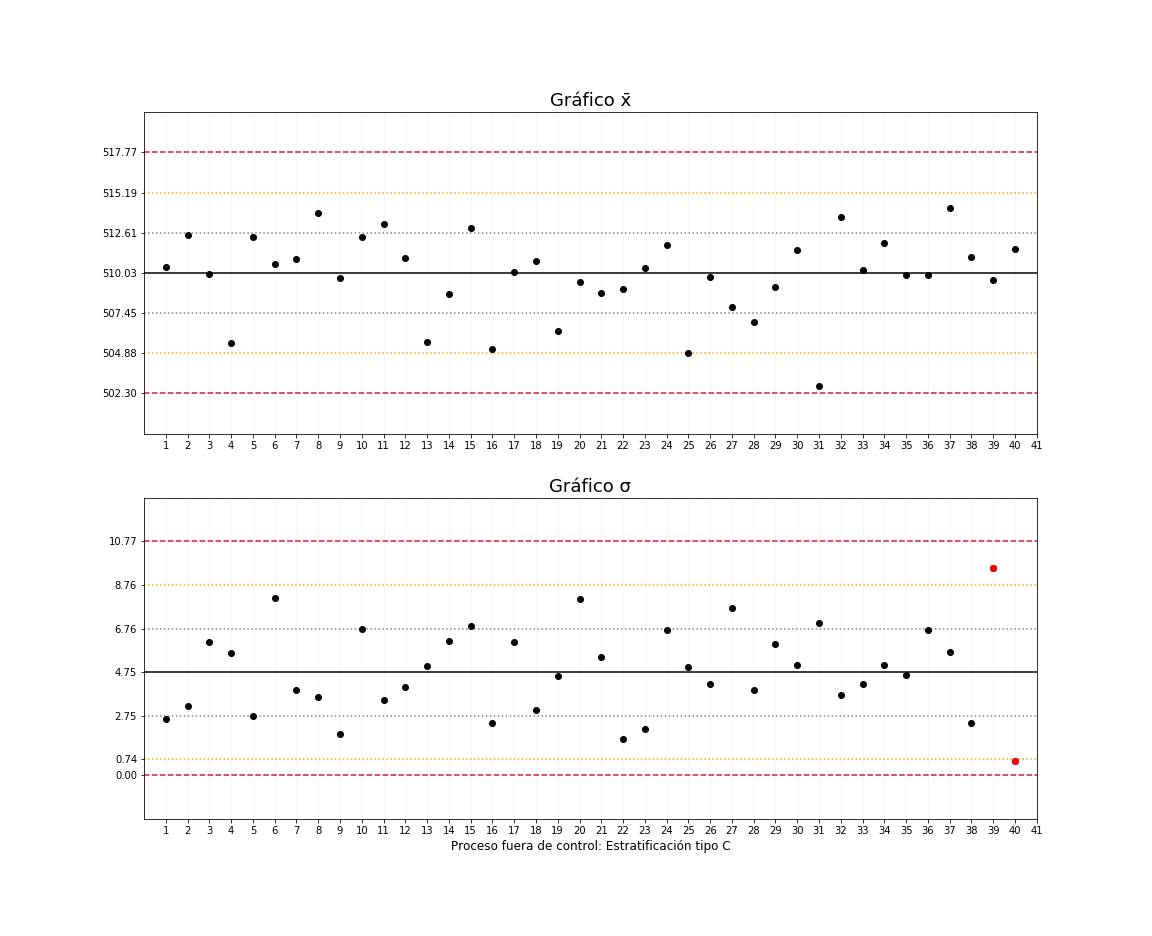 Gráfico x̄
517.77
515.19
512.61
510.03
507.45
504.88
502.30
1 2 3 4 5 6 7 8 9 10 11 12 13 14 15 16 17 18 19 20 21 22 23 24 25 26 27 28 29 30 31 32 33 34 35 36 37 38 39 40 41
Gráfico σ
10.77
8.76
6.76
4.75
2.75
0.74
0.00
1 2 3 4 5 6 7 8 9 10 11 12 13 14 15 16 17 18 19 20 21 22 23 24 25 26 27 28 29 30 31 32 33 34 35 36 37 38 39 40 41
Proceso fuera de control: Estratificación tipo C